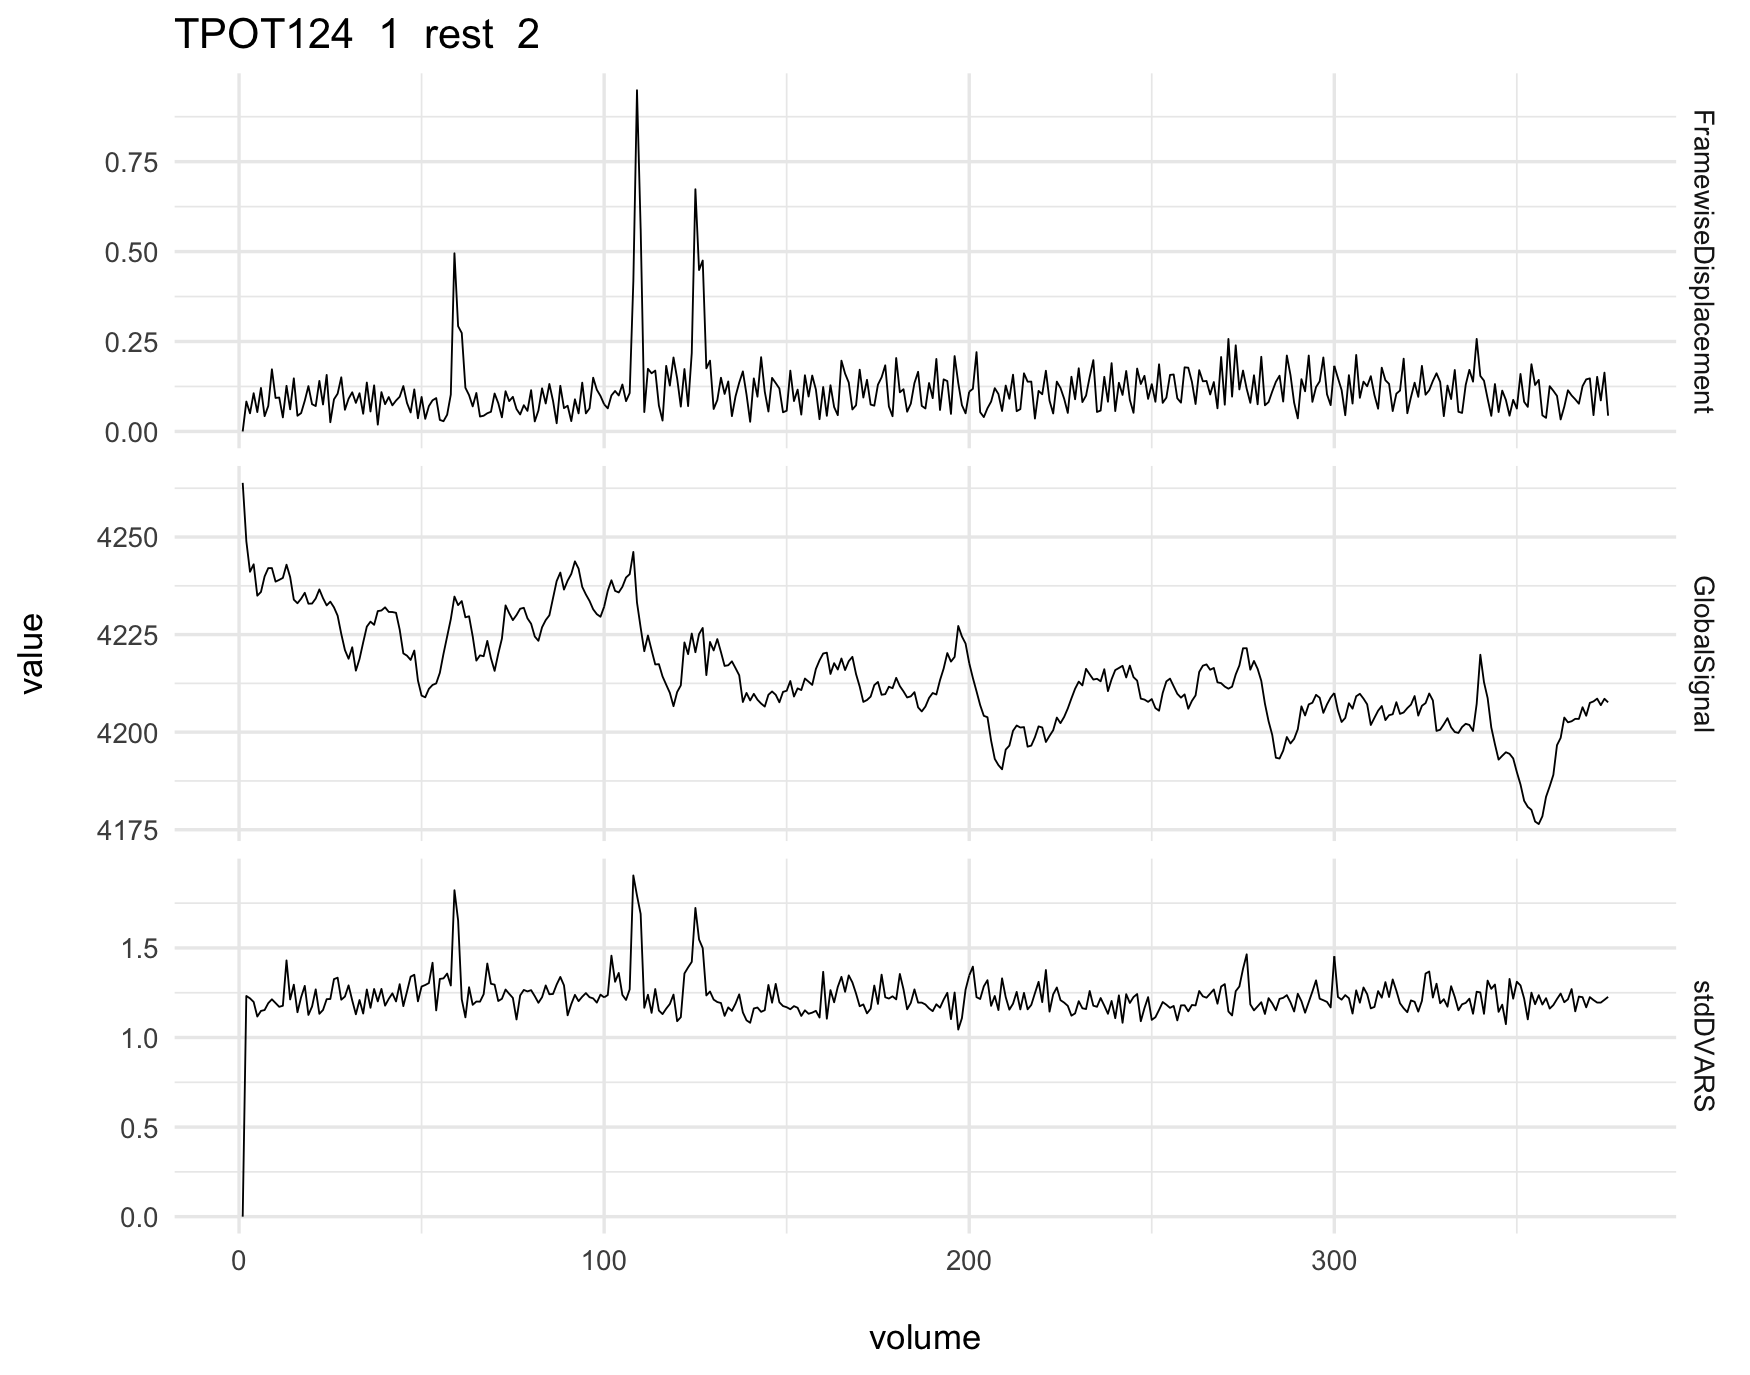 TPOT124 1 rest 2
0.75
0.50
0.25
0.00
FramewiseDisplacement
4250
4225
4200
4175
GlobalSignal
1.5
1.0
0.5
0.0
stdDVARS
value
0 100 200 300
volume